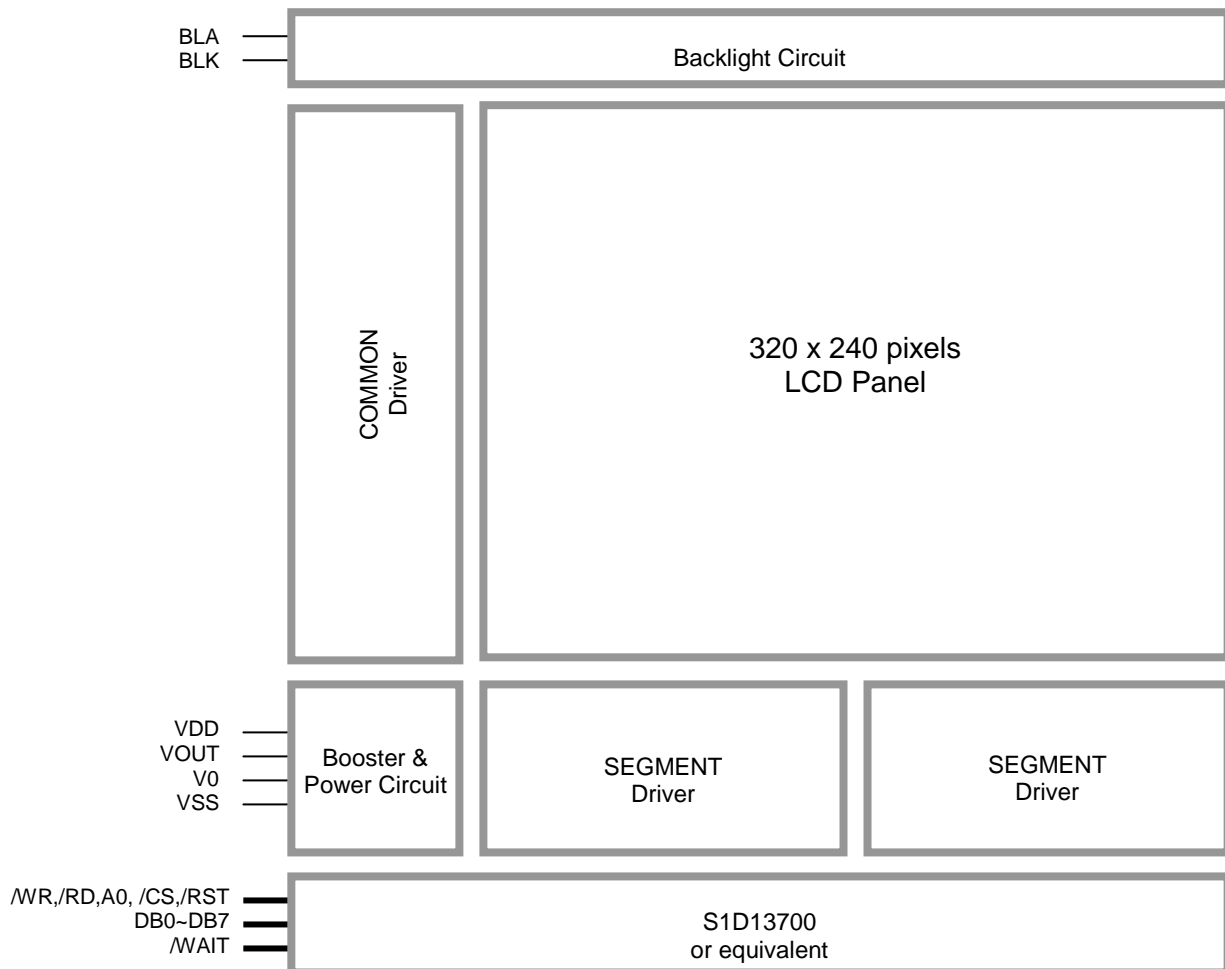 BLA
BLK
Backlight Circuit
COMMON
Driver
320 x 240 pixels
LCD Panel
VDD
VOUT
V0
VSS
Booster &
Power Circuit
SEGMENT
Driver
SEGMENT
Driver
/WR,/RD,A0, /CS,/RST
DB0~DB7
/WAIT
S1D13700
or equivalent